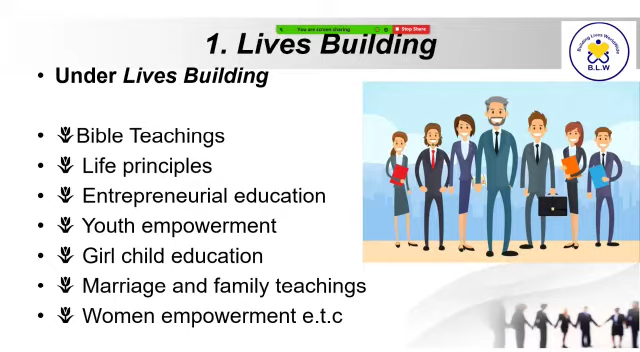 You are screen sharing
Stop Share
1. Lives Building
Building Lives Worldwide
B.L.W
• Under Lives Building
• Bible Teachings
• Life principles
• Entrepreneurial education
• Youth empowerment
• Girl child education
• Marriage and family teachings
• Women empowerment e.t.c